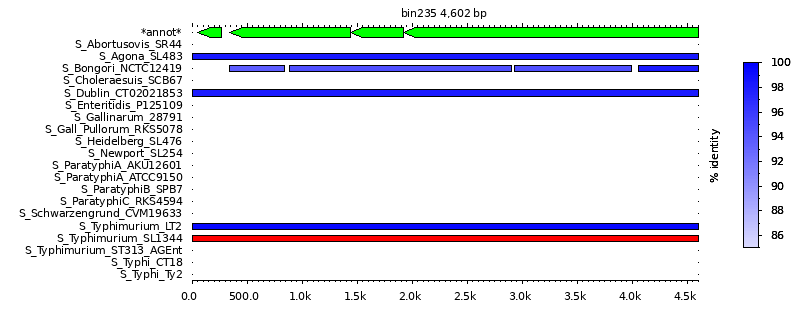 bin235 4,602 bp
*annot*
S_Abortusovis_SR44
S_Agona_SL483
S_Bongori_NCTC12419
S_Choleraesuis_SCB67
S_Dublin_CT02021853
S_Enteritidis_P125109
S_Gallinarum_28791
S_Gall_Pullorum_RKS5078
S_Heidelberg_SL476
S_Newport_SL254
S_ParatyphiA_AKU12601
S_ParatyphiA_ATCC9150
S_ParatyphiB_SPB7
S_ParatyphiC_RKS4594
S_Schwarzengrund_CVM19633
S_Typhimurium_LT2
S_Typhimurium_SL1344
S_Typhimurium_ST313_AGEnt
S_Typhi_CT18
S_Typhi_Ty2
0.0 500.0 1.0k 1.5k 2.0k 2.5k 3.0k 3.5k 4.0k 4.5k
% identity
100
98
96
94
92
90
88
86